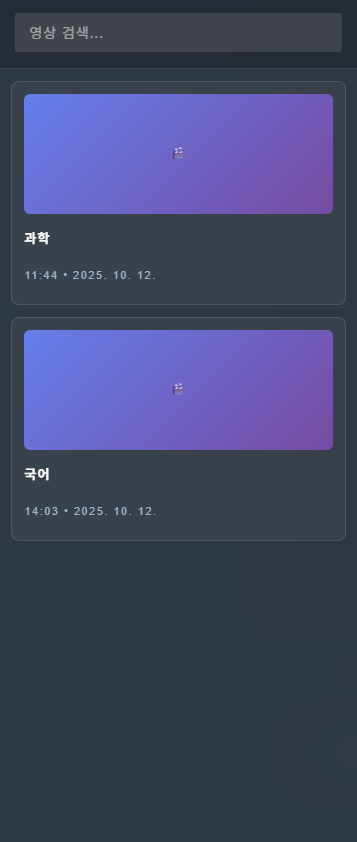 영상 검색...
과학
11:44 • 2025. 10. 12.
국어
14:03 • 2025. 10. 12.